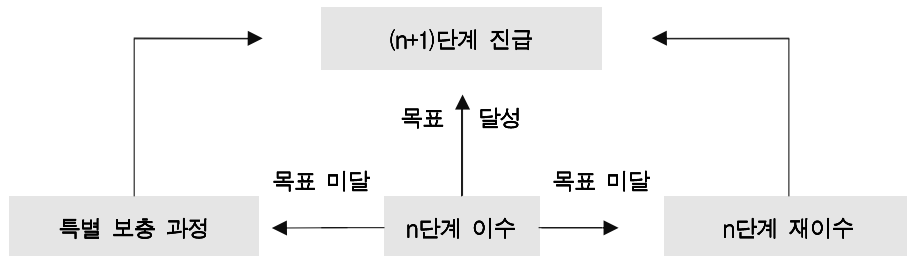 (n+1)단계 진급
목표 달성
목표 미달 목표 미달
특별 보충 과정 n단계 이수 n단계 재이수